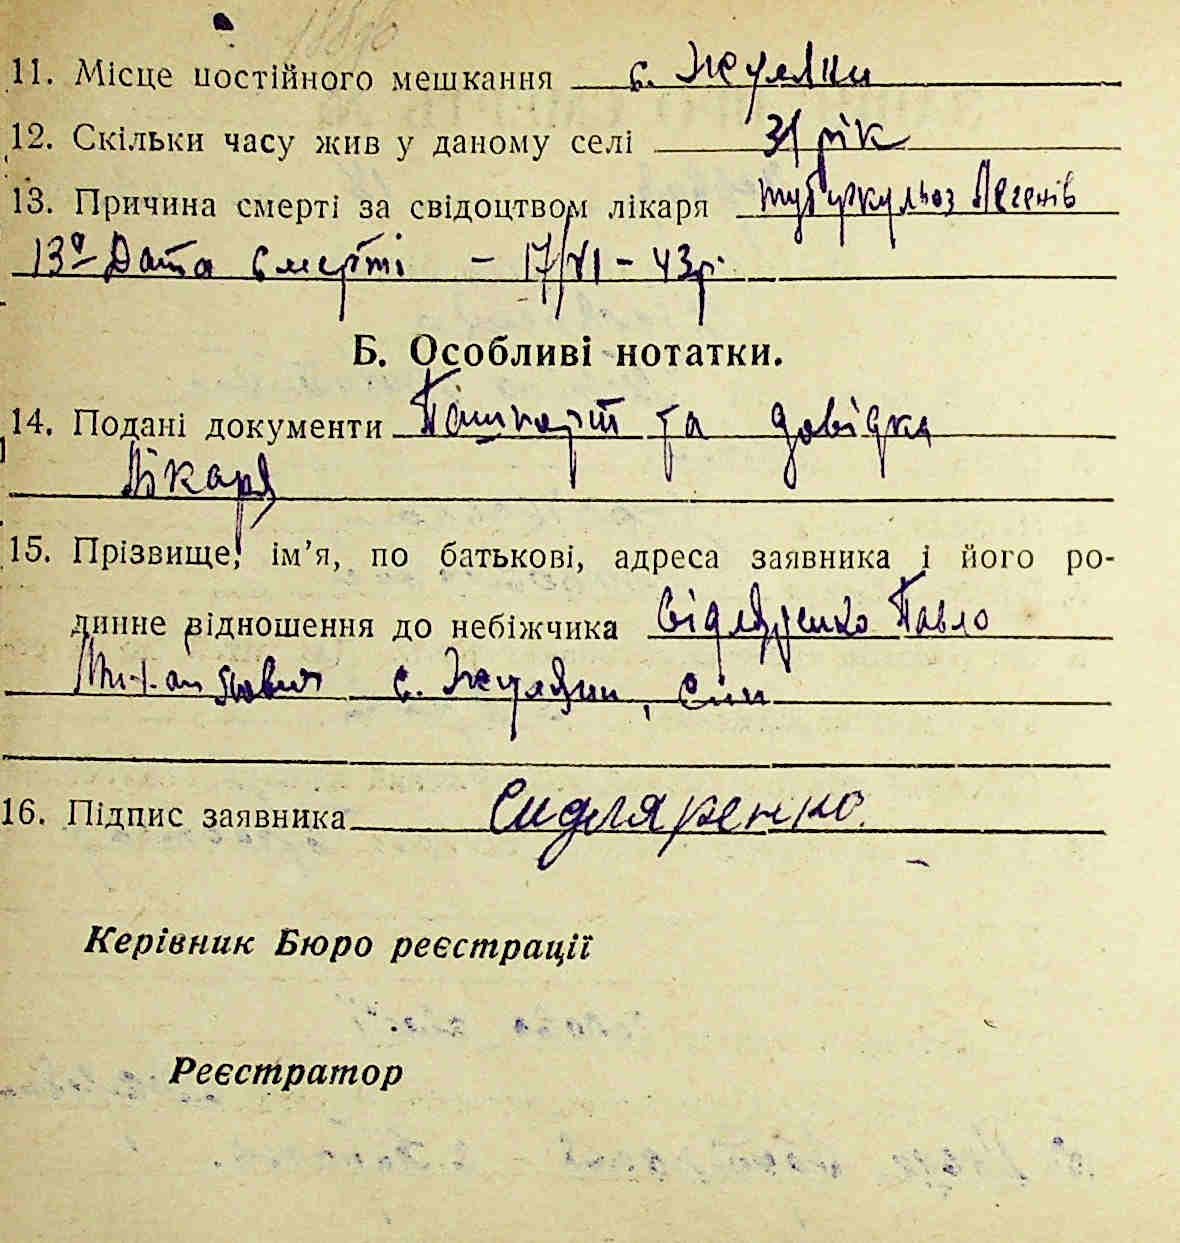 11. Місце постійного мешкання с.
12. Скільки часу жив у даному селі 31 рік
13. Причина смерті за свідоцтвом лікаря туберкульоз легенів
13а Дата смерті - 17/VI - 43р.
Б. Особливі нотатки.
14. Подані документи Пашпорт та довідка
лікаря
15. Прізвище, ім’я, по батькові, адреса заявника і його ро-
динне відношення до небіжчика Павло
с. , син
16. Підпис заявника Сидляренко
Керівник Бюро реєстрації
Реєстратор